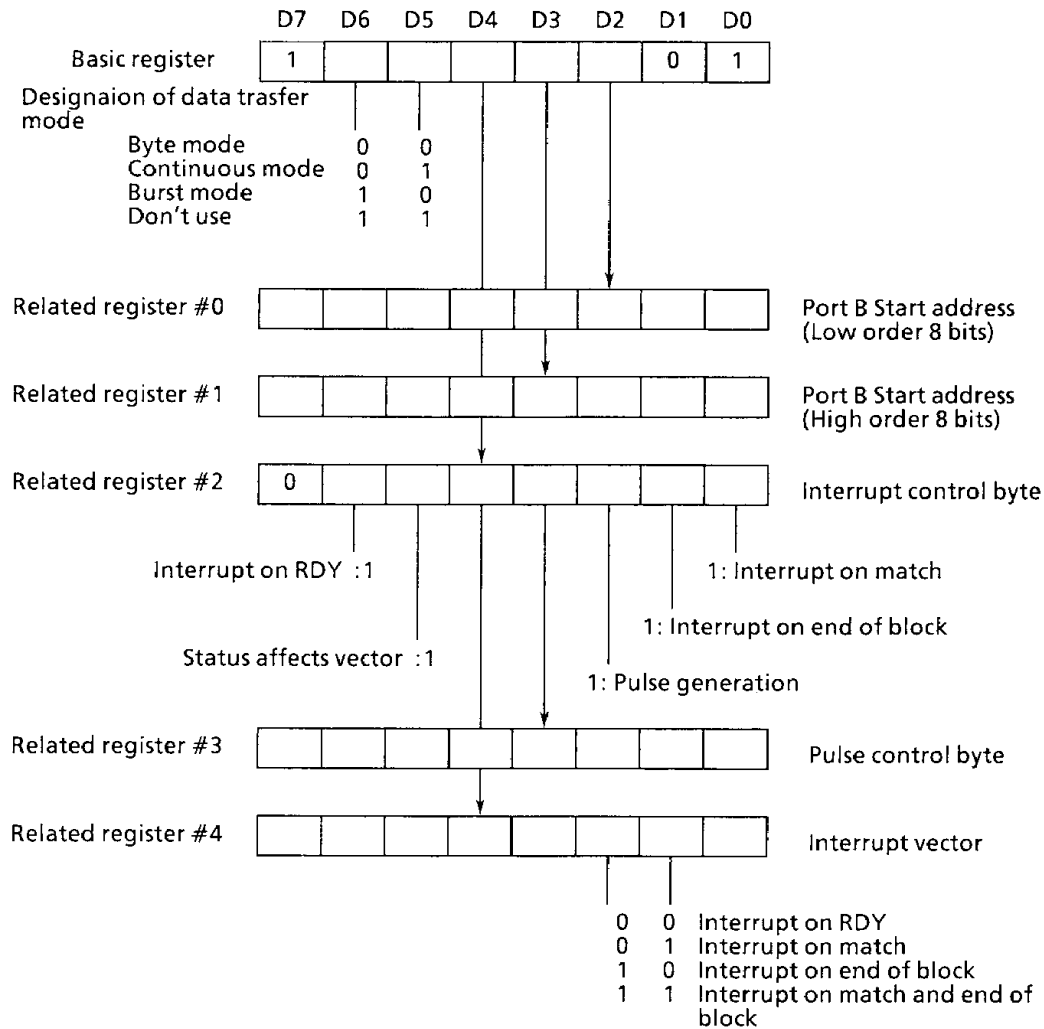 D7 D6 D5 D4 D3 D2 D1 D0
Basic register 1 0 1
Designaion of data trasfer
mode
Byte mode 0 0
Continuous mode 0 1
Burst mode 1 0
Don't use 1 1
Related register #0 Port B Start address
(Low order 8 bits)
Related register #1 Port B Start address
(High order 8 bits)
Related register #2 0 Interrupt control byte
Interrupt on RDY :1 1: Interrupt on match
1: Interrupt on end of block
Status affects vector :1
1: Pulse generation
Related register #3 Pulse control byte
Related register #4 Interrupt vector
0 0 Interrupt on RDY
0 1 Interrupt on match
1 0 Interrupt on end of block
1 1 Interrupt on match and end of
block